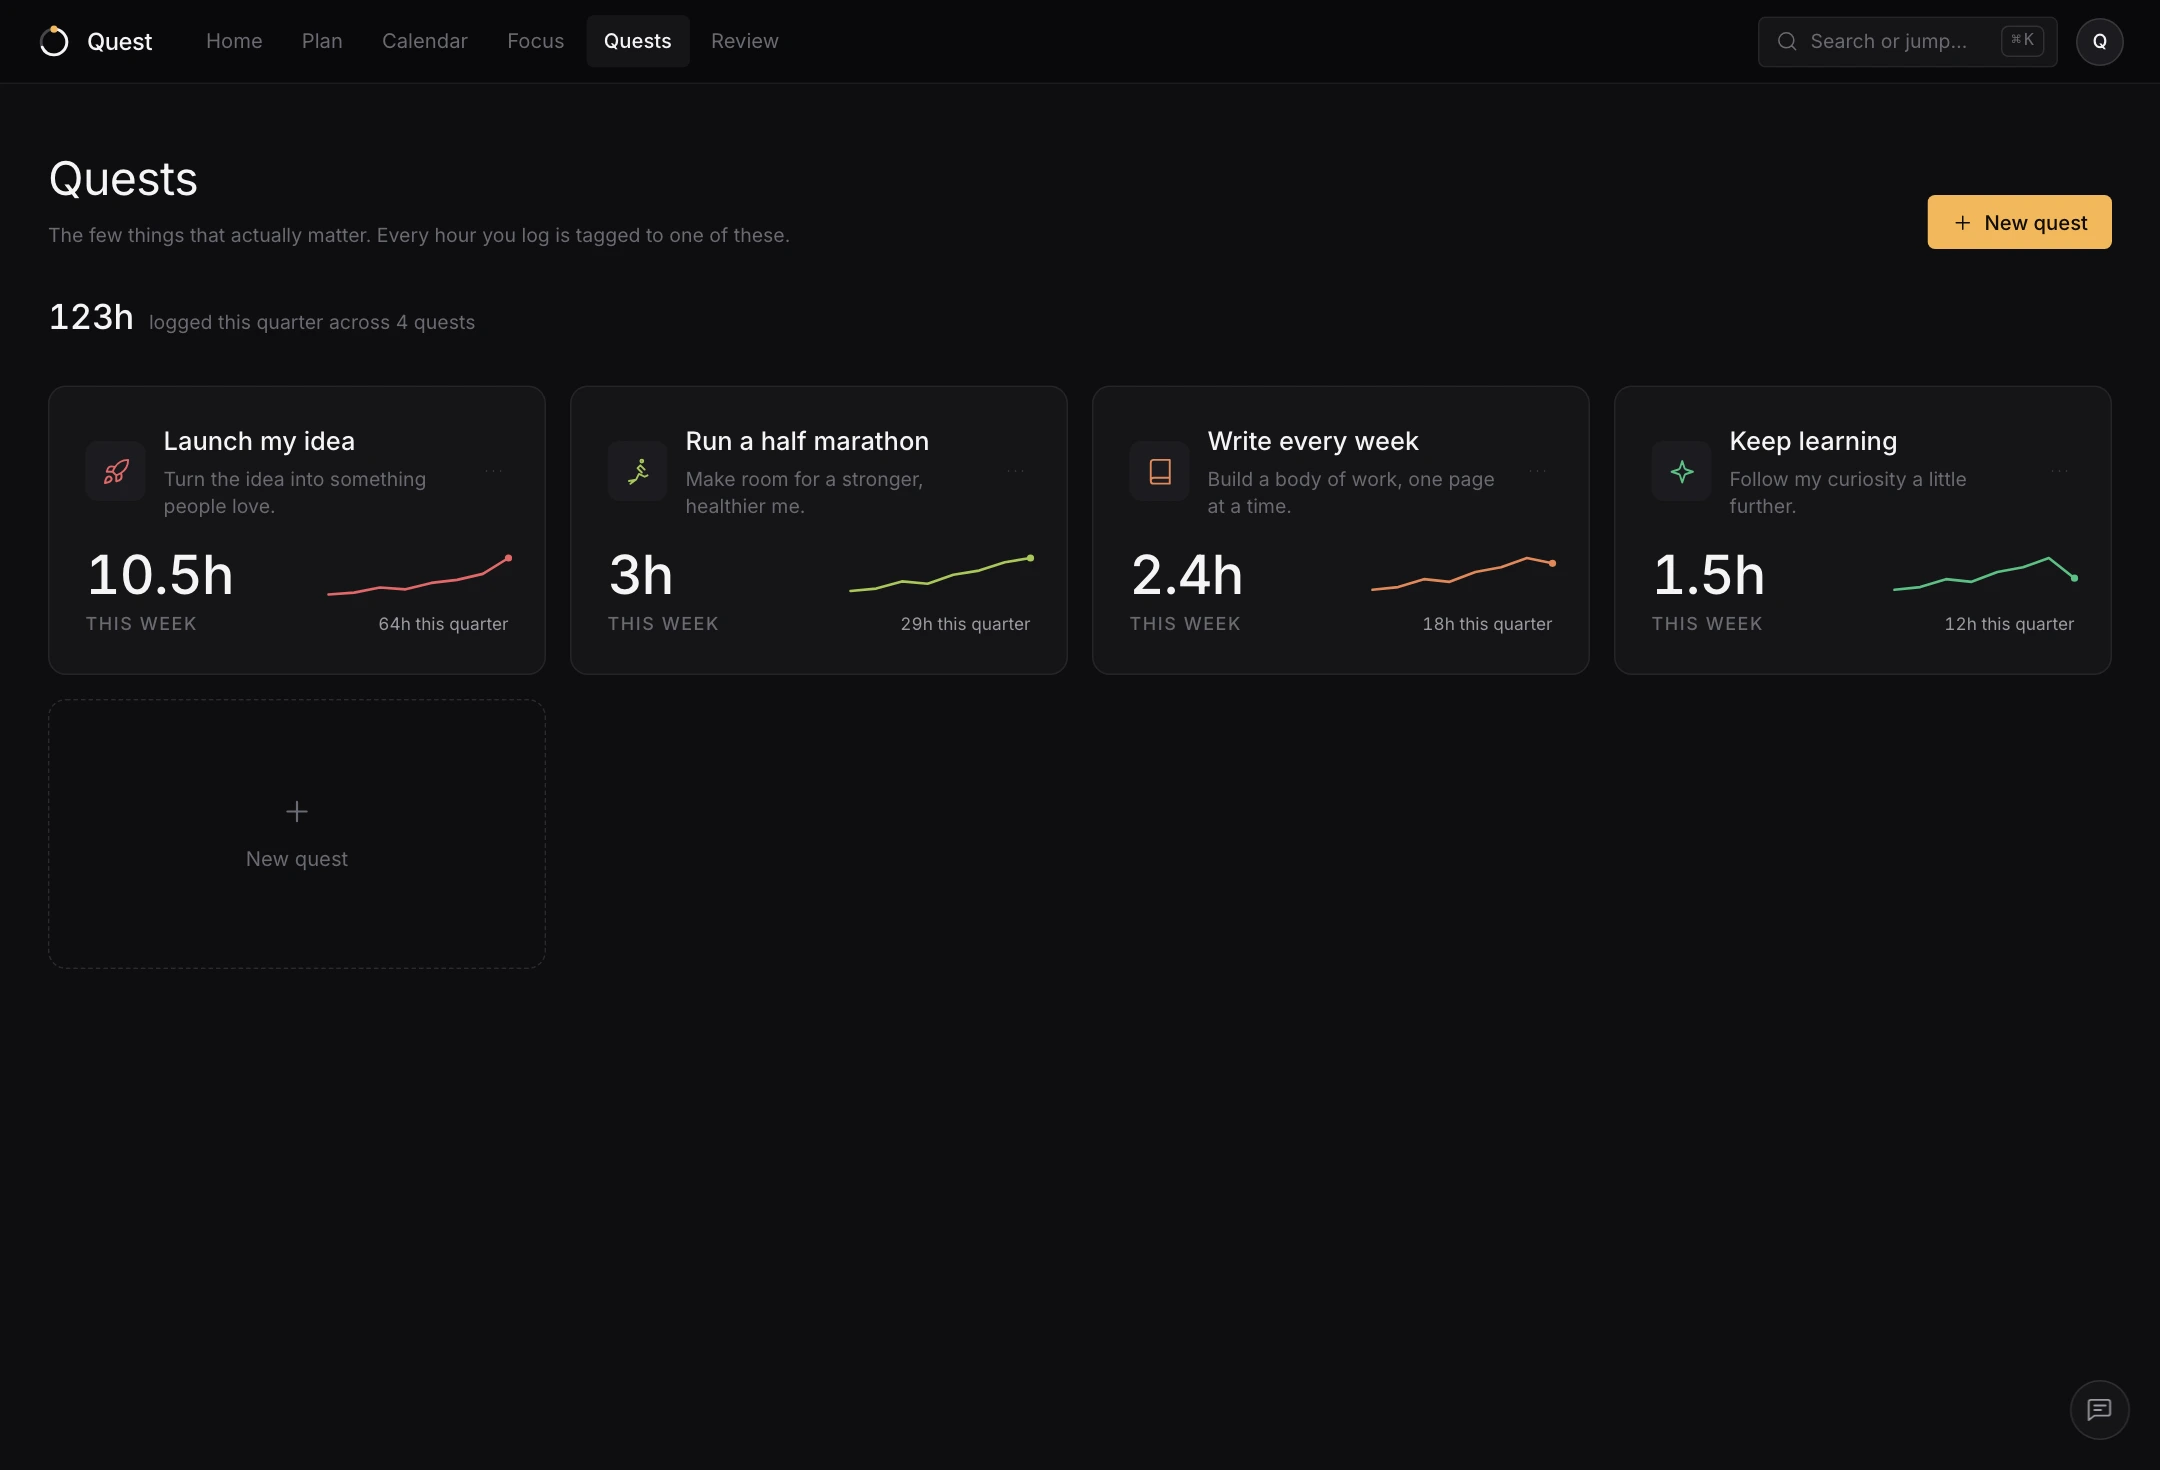 Quest
Home
Plan
Calendar
Focus
Quests
Review
Search or jump...
⌘K
Q
Quests
The few things that actually matter. Every hour you log is tagged to one of these.
+ New quest
123h logged this quarter across 4 quests
Launch my idea
Turn the idea into something
people love.
10.5h
THIS WEEK
64h this quarter
Run a half marathon
Make room for a stronger,
healthier me.
3h
THIS WEEK
29h this quarter
Write every week
Build a body of work, one page
at a time.
2.4h
THIS WEEK
18h this quarter
Keep learning
Follow my curiosity a little
further.
1.5h
THIS WEEK
12h this quarter
+
New quest